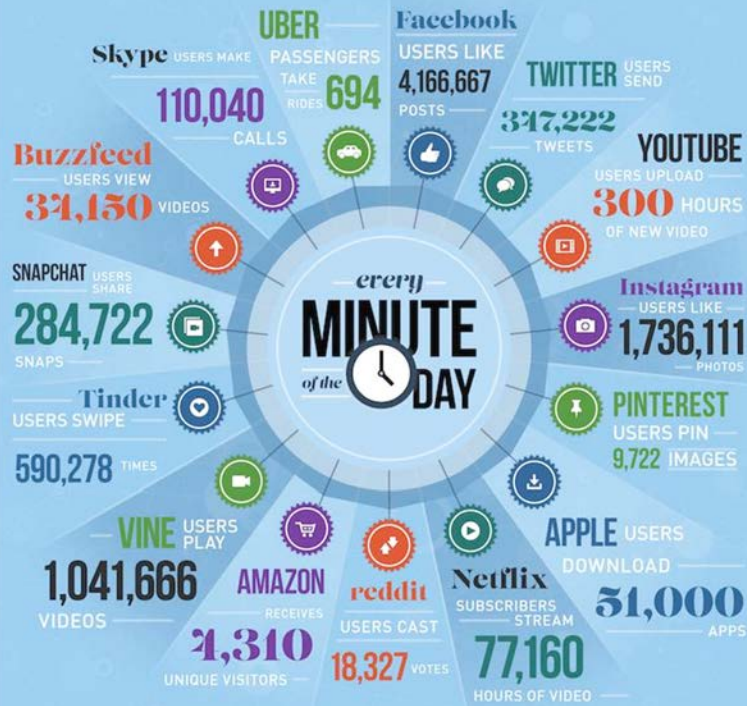 every
MINUTE
of the DAY
Facebook
USERS LIKE
4,166,667
POSTS
TWITTER USERS
SEND
347,222
TWEETS
YOUTUBE
USERS UPLOAD
300 HOURS
OF NEW VIDEO
Instagram
USERS LIKE
1,736,111
PHOTOS
PINTEREST
USERS PIN
9,722 IMAGES
APPLE USERS
DOWNLOAD
51,000
APPS
Netflix
SUBSCRIBERS
STREAM
77,160
HOURS OF VIDEO
reddit
USERS CAST
18,327 VOTES
AMAZON
RECEIVES
4,310
UNIQUE VISITORS
VINE USERS
PLAY
1,041,666
VIDEOS
Tinder
USERS SWIPE
590,278 TIMES
SNAPCHAT USERS
SHARE
284,722
SNAPS
Buzzfeed
USERS VIEW
34,150 VIDEOS
Skype USERS MAKE
110,040
CALLS
UBER
PASSENGERS
TAKE
RIDES 694